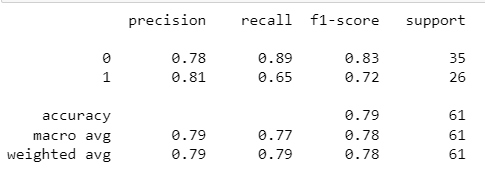 precision recall f1-score support
0 0.78 0.89 0.83 35
1 0.81 0.65 0.72 26
accuracy 0.79 61
macro avg 0.79 0.77 0.78 61
weighted avg 0.79 0.79 0.78 61